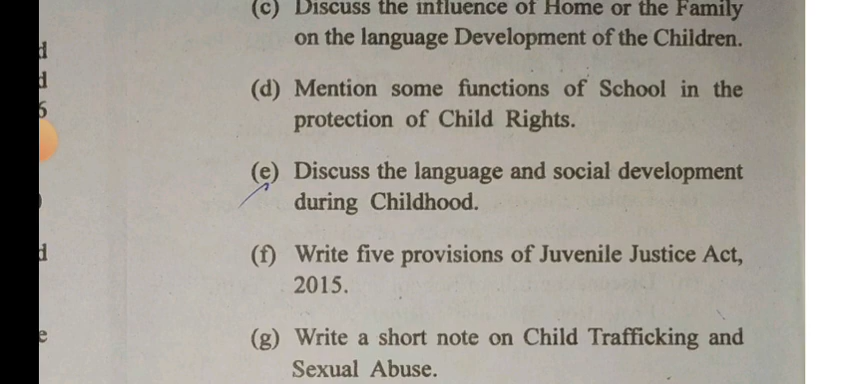 (c) Discuss the influence of Home or the Family
on the language Development of the Children.
(d) Mention some functions of School in the
protection of Child Rights.
(e) Discuss the language and social development
during Childhood.
(f) Write five provisions of Juvenile Justice Act,
2015.
(g) Write a short note on Child Trafficking and
Sexual Abuse.